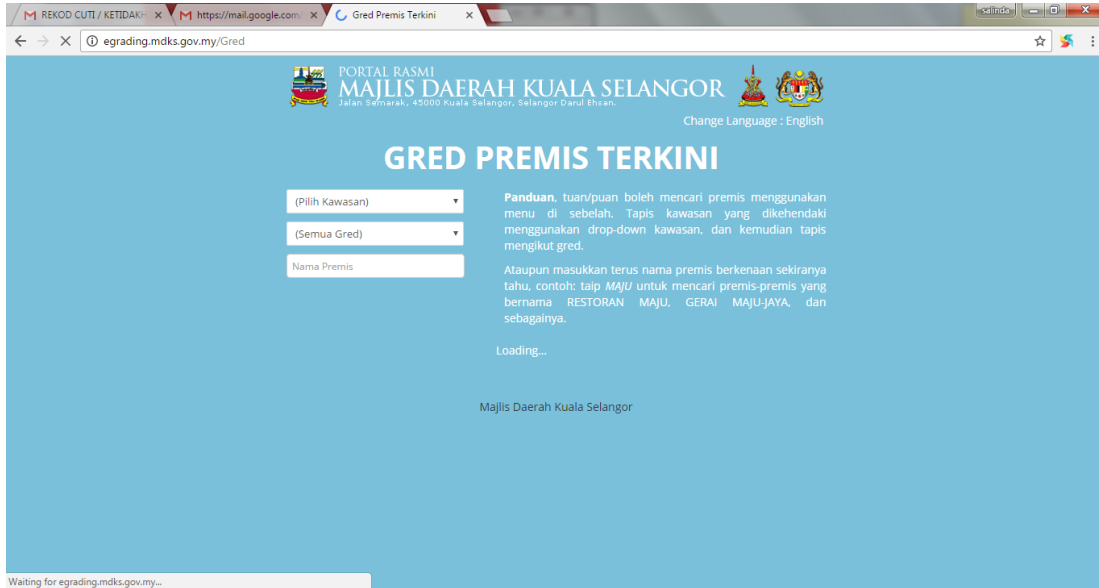 REKOD CUTI / KETIDAKH
https://mail.google.com/
Gred Premis Terkini
salinda
egrading.mdks.gov.my/Gred
PORTAL RASMI
MAJLIS DAERAH KUALA SELANGOR
Jalan Semarak, 45000 Kuala Selangor, Selangor Darul Ehsan.
Change Language : English
GRED PREMIS TERKINI
(Pilih Kawasan)
(Semua Gred)
Nama Premis
Panduan, tuan/puan boleh mencari premis menggunakan
menu di sebelah. Tapis kawasan yang dikehendaki
menggunakan drop-down kawasan, dan kemudian tapis
mengikut gred.
Ataupun masukkan terus nama premis berkenaan sekiranya
tahu, contoh: taip MAJU untuk mencari premis-premis yang
bernama RESTORAN MAJU, GERAI MAJU-JAYA, dan
sebagainya.
Loading...
Majlis Daerah Kuala Selangor
Waiting for egrading.mdks.gov.my...